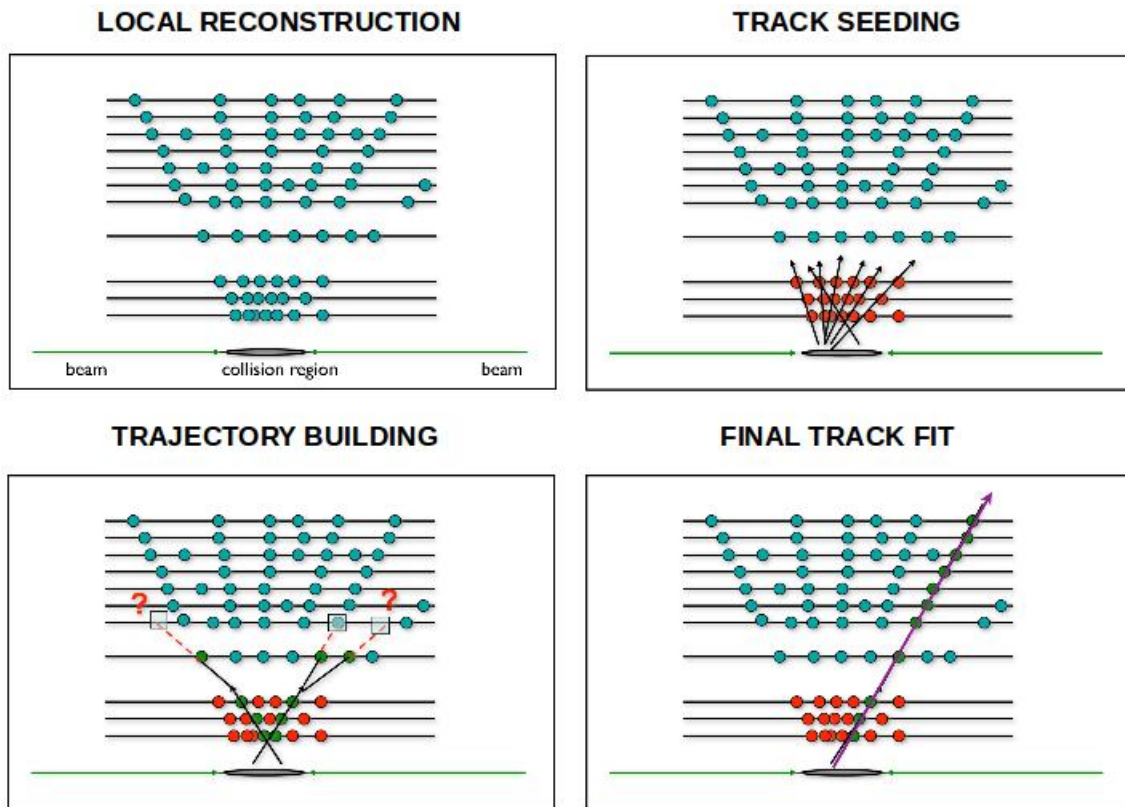 LOCAL RECONSTRUCTION
TRACK SEEDING
beam
collision region
beam
TRAJECTORY BUILDING
FINAL TRACK FIT
?
?